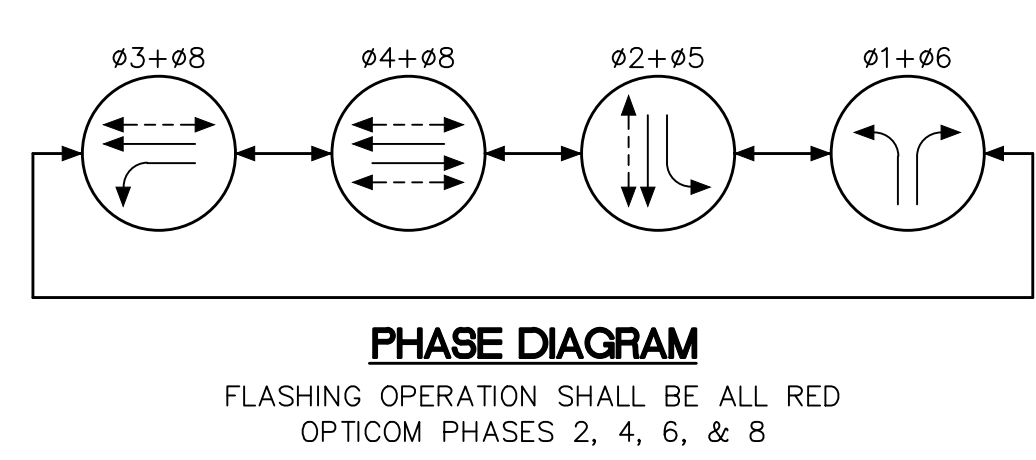 ø3+ø8
ø4+ø8
ø2+ø5
ø1+ø6
PHASE DIAGRAM
FLASHING OPERATION SHALL BE ALL RED
OPTICOM PHASES 2, 4, 6, & 8